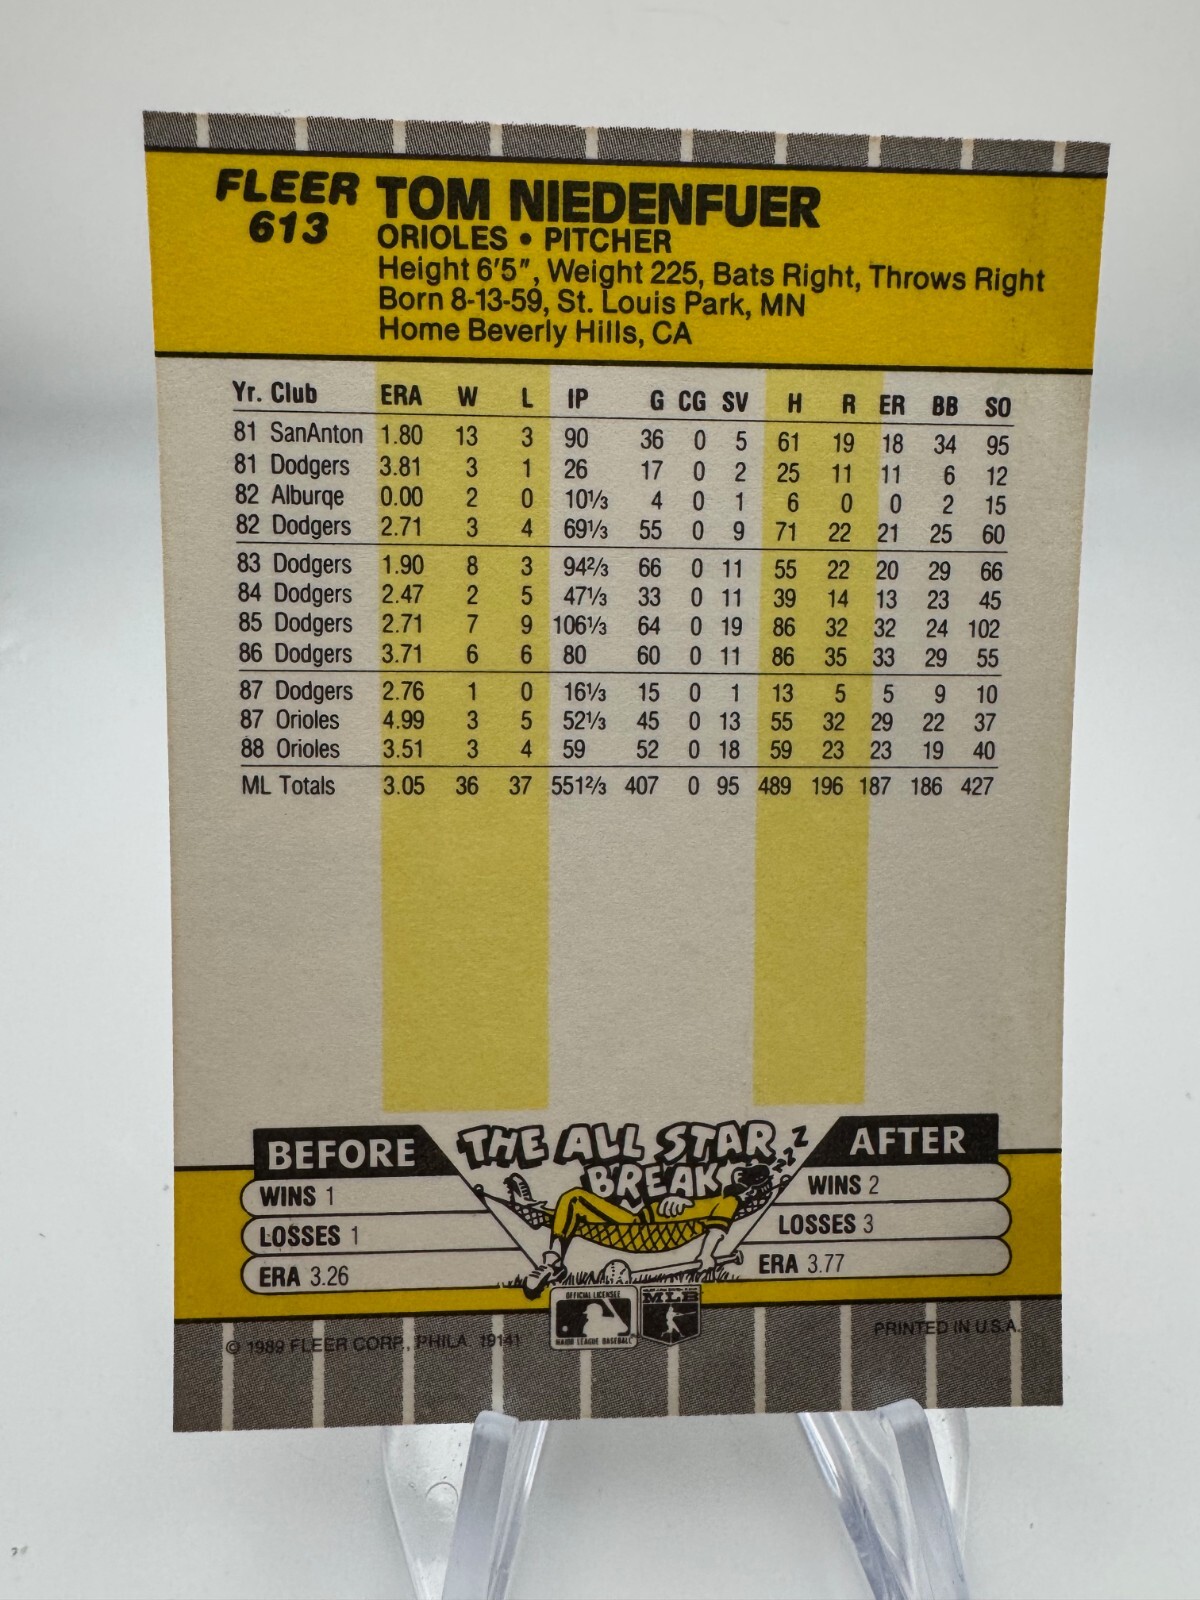 FLEER
613
TOM NIEDENFUER
ORIOLES • PITCHER
Height 6'5", Weight 225, Bats Right, Throws Right
Born 8-13-59, St. Louis Park, MN
Home Beverly Hills, CA
Yr. Club ERA W L IP G CG SV H R ER BB SO
81 SanAnton 1.80 13 3 90 36 0 5 61 19 18 34 95
81 Dodgers 3.81 3 1 26 17 0 2 25 11 11 6 12
82 Alburqe 0.00 2 0 10⅓ 4 0 1 6 0 0 2 15
82 Dodgers 2.71 3 4 69⅓ 55 0 9 71 22 21 25 60
83 Dodgers 1.90 8 3 94⅔ 66 0 11 55 22 20 29 66
84 Dodgers 2.47 2 5 47⅓ 33 0 11 39 14 13 23 45
85 Dodgers 2.71 7 9 106⅓ 64 0 19 86 32 32 24 102
86 Dodgers 3.71 6 6 80 60 0 11 86 35 33 29 55
87 Dodgers 2.76 1 0 16⅓ 15 0 1 13 5 5 9 10
87 Orioles 4.99 3 5 52⅓ 45 0 13 55 32 29 22 37
88 Orioles 3.51 3 4 59 52 0 18 59 23 23 19 40
ML Totals 3.05 36 37 551⅔ 407 0 95 489 196 187 186 427
BEFORE
WINS 1
LOSSES 1
ERA 3.26
THE ALL STAR
BREAK
ZZZ
AFTER
WINS 2
LOSSES 3
ERA 3.77
OFFICIAL LICENSEE
MAJOR LEAGUE BASEBALL
MLB
© 1989 FLEER CORP., PHILA. 19141
PRINTED IN U.S.A.